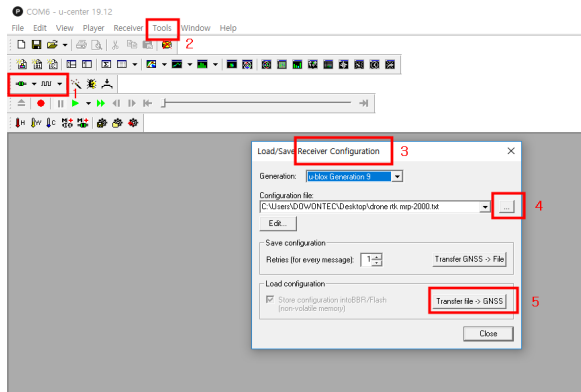 COM6 - u-center 19.12
File Edit View Player Receiver Tools Window Help
2
1
Load/Save Receiver Configuration
3
Generation: u-blox Generation 9
Configuration file:
C:\Users\DOWONTEC\Desktop\drone rtk mrp-2000.txt
...
4
Edit...
Save configuration
Retries (for every message): 1
Transfer GNSS -> File
Load configuration
Store configuration intoBBR/Flash
(non-volatile memory)
Transfer file -> GNSS
5
Close